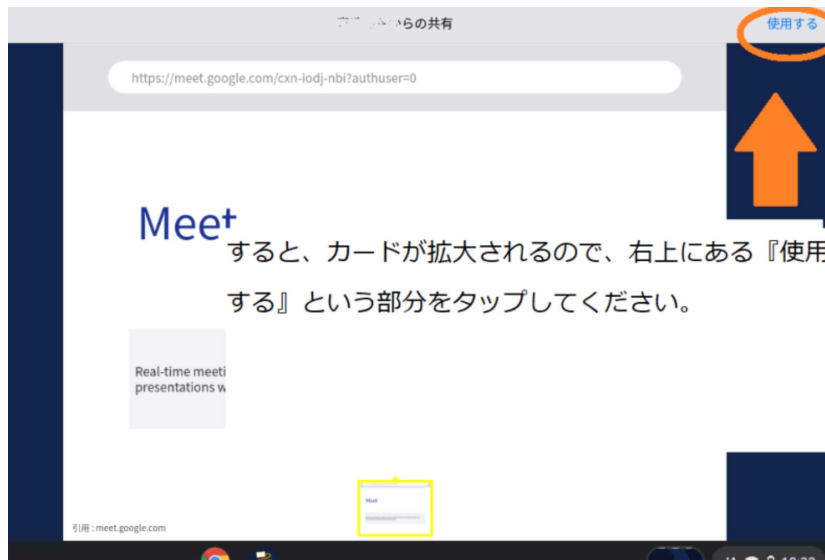 らの共有
使用する
https://meet.google.com/cxn-iodj-nbi?authuser=0
Meet
すると、カードが拡大されるので、右上にある『使用
する』という部分をタップしてください。
Real-time meeti
presentations w
Meet
引用 : meet.google.com